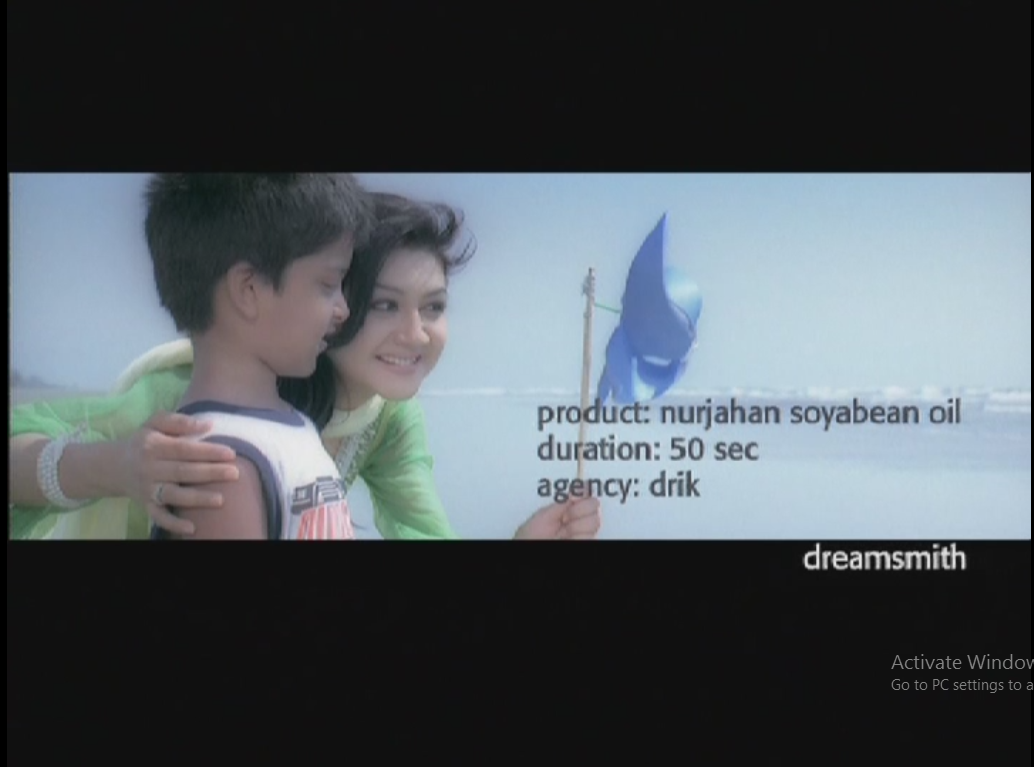 product: nurjahan soyabean oil
duration: 50 sec
agency: drik
dreamsmith
Activate Window
Go to PC settings to a